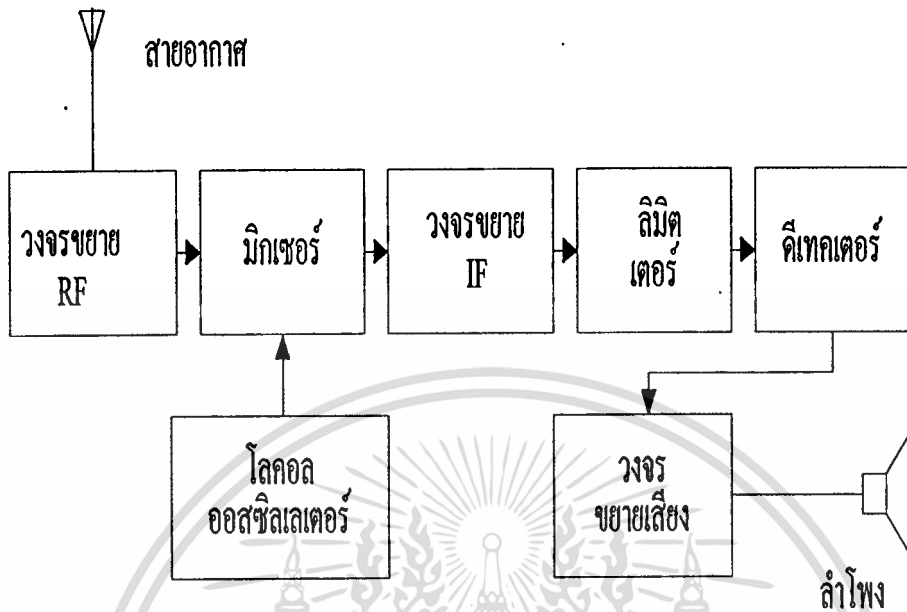 สายอากาศ
วงจรขยาย
RF
มิกเซอร์
วงจรขยาย
IF
ลิมิต
เตอร์
ดีเทคเตอร์
โลคอล
ออสซิลเลเตอร์
วงจร
ขยายเสียง
ลำโพง